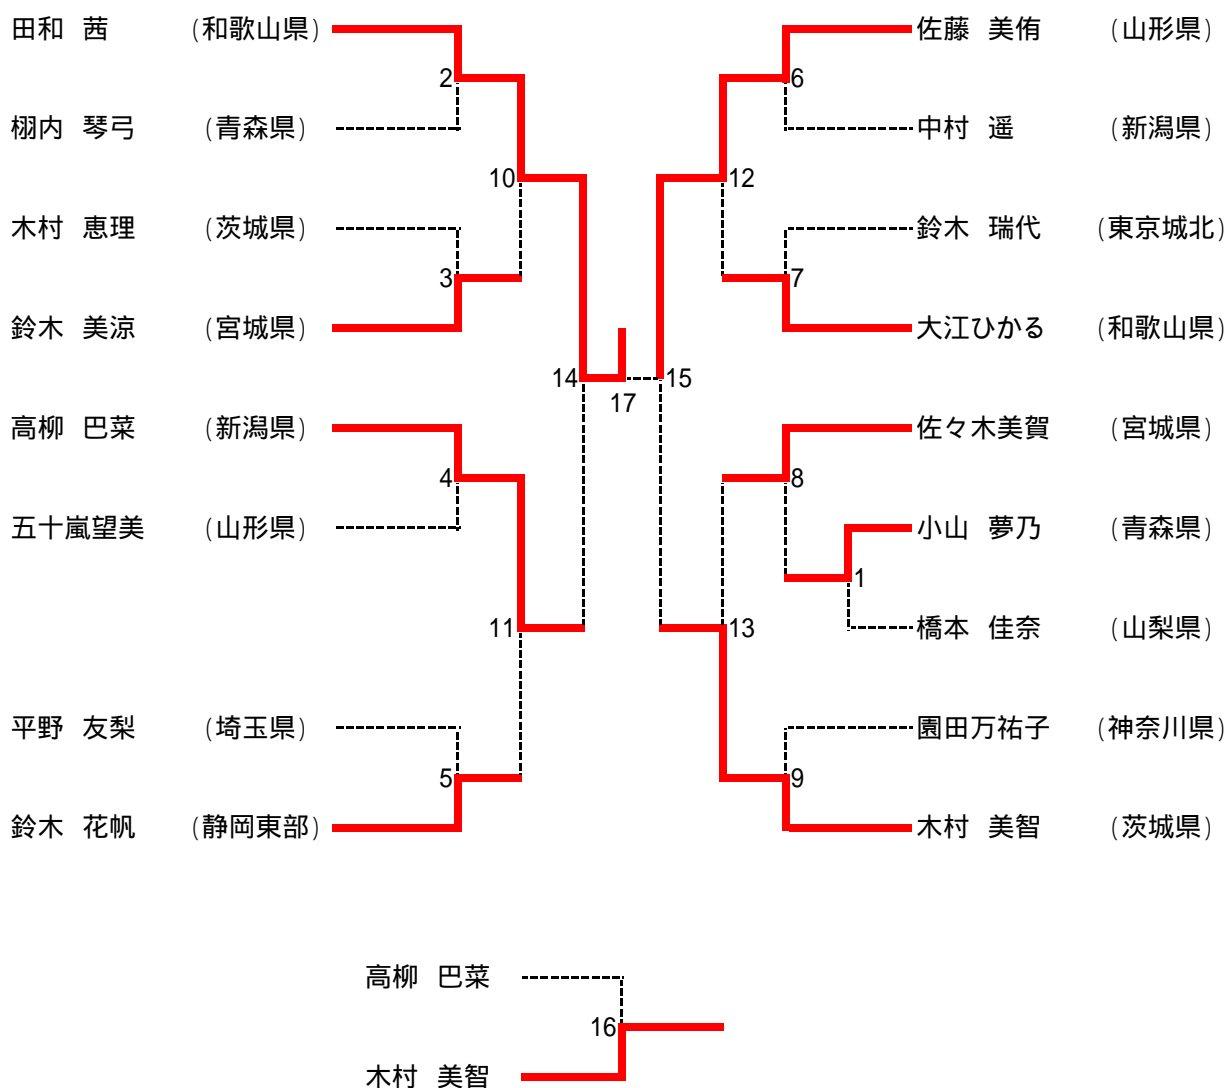 田和 茜 (和歌山県) 佐藤 美侑 (山形県)
2 6
栩内 琴弓 (青森県) 中村 遥 (新潟県)
10 12
木村 恵理 (茨城県) 鈴木 瑞代 (東京城北)
3 7
鈴木 美涼 (宮城県) 大江ひかる (和歌山県)
14 15
17
高柳 巴菜 (新潟県) 佐々木美賀 (宮城県)
4 8
五十嵐望美 (山形県) 小山 夢乃 (青森県)
1
11 橋本 佳奈 (山梨県)
13
平野 友梨 (埼玉県) 園田万祐子 (神奈川県)
5 9
鈴木 花帆 (静岡東部) 木村 美智 (茨城県)
高柳 巴菜
16
木村 美智